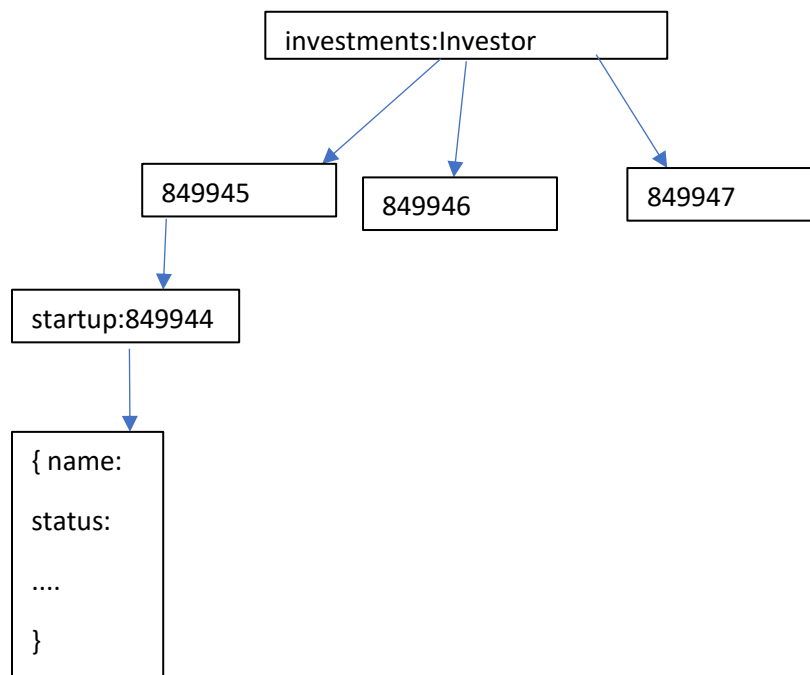 investments:Investor
849945
849946
849947
startup:849944
{ name:
status:
....
}